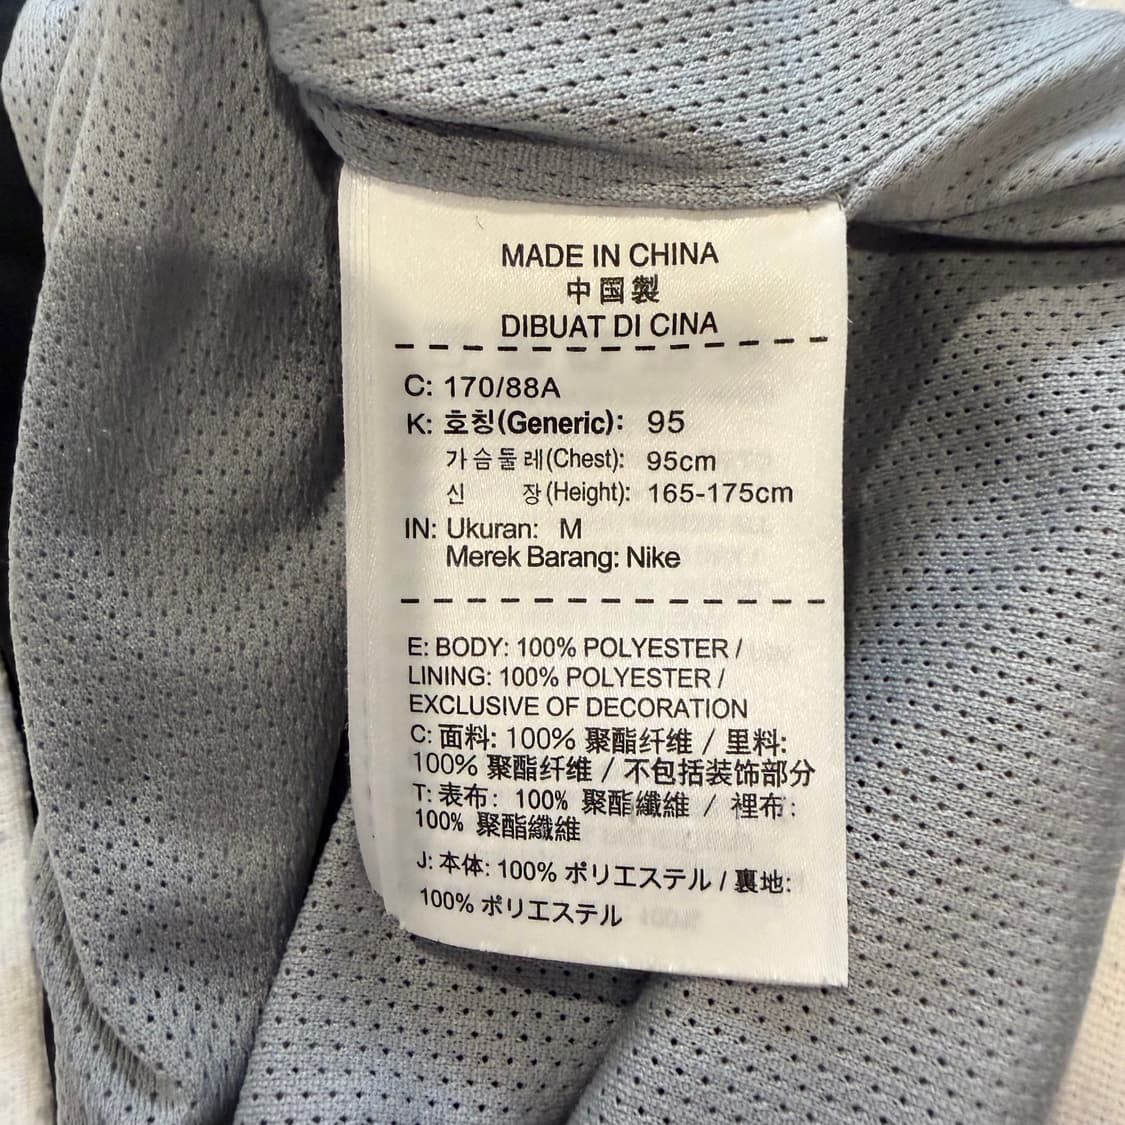 MADE IN CHINA
中国製
DIBUAT DI CINA
C: 170/88A
K: 호칭(Generic): 95
가슴둘레(Chest): 95cm
신 장(Height): 165-175cm
IN: Ukuran: M
Merek Barang: Nike
E: BODY: 100% POLYESTER /
LINING: 100% POLYESTER /
EXCLUSIVE OF DECORATION
C: 面料: 100% 聚酯纤维 / 里料:
100% 聚酯纤维 / 不包括装饰部分
T: 表布: 100% 聚酯纖維 / 裡布:
100% 聚酯纖維
J: 本体: 100% ポリエステル / 裏地:
100% ポリエステル